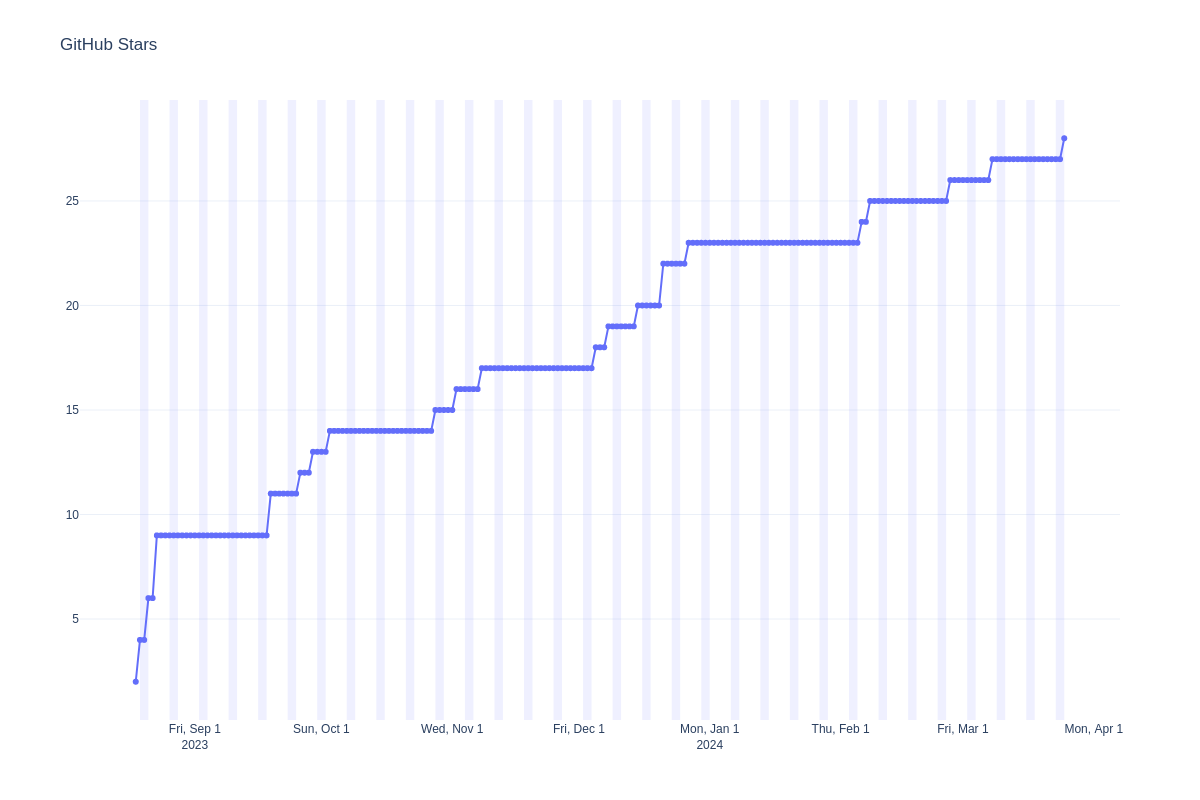 GitHub Stars
25
20
15
10
5
Fri, Sep 1
2023
Sun, Oct 1
Wed, Nov 1
Fri, Dec 1
Mon, Jan 1
2024
Thu, Feb 1
Fri, Mar 1
Mon, Apr 1